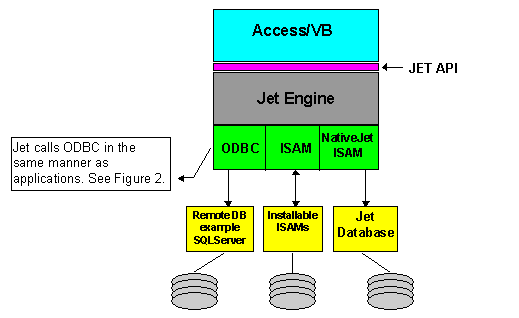 Access/VB
JET API
Jet Engine
Jet calls ODBC in the
same manner as
applications. See Figure 2.
ODBC
ISAM
NativeJet
ISAM
RemoteDB
example
SQLServer
Installable
ISAMs
Jet
Database